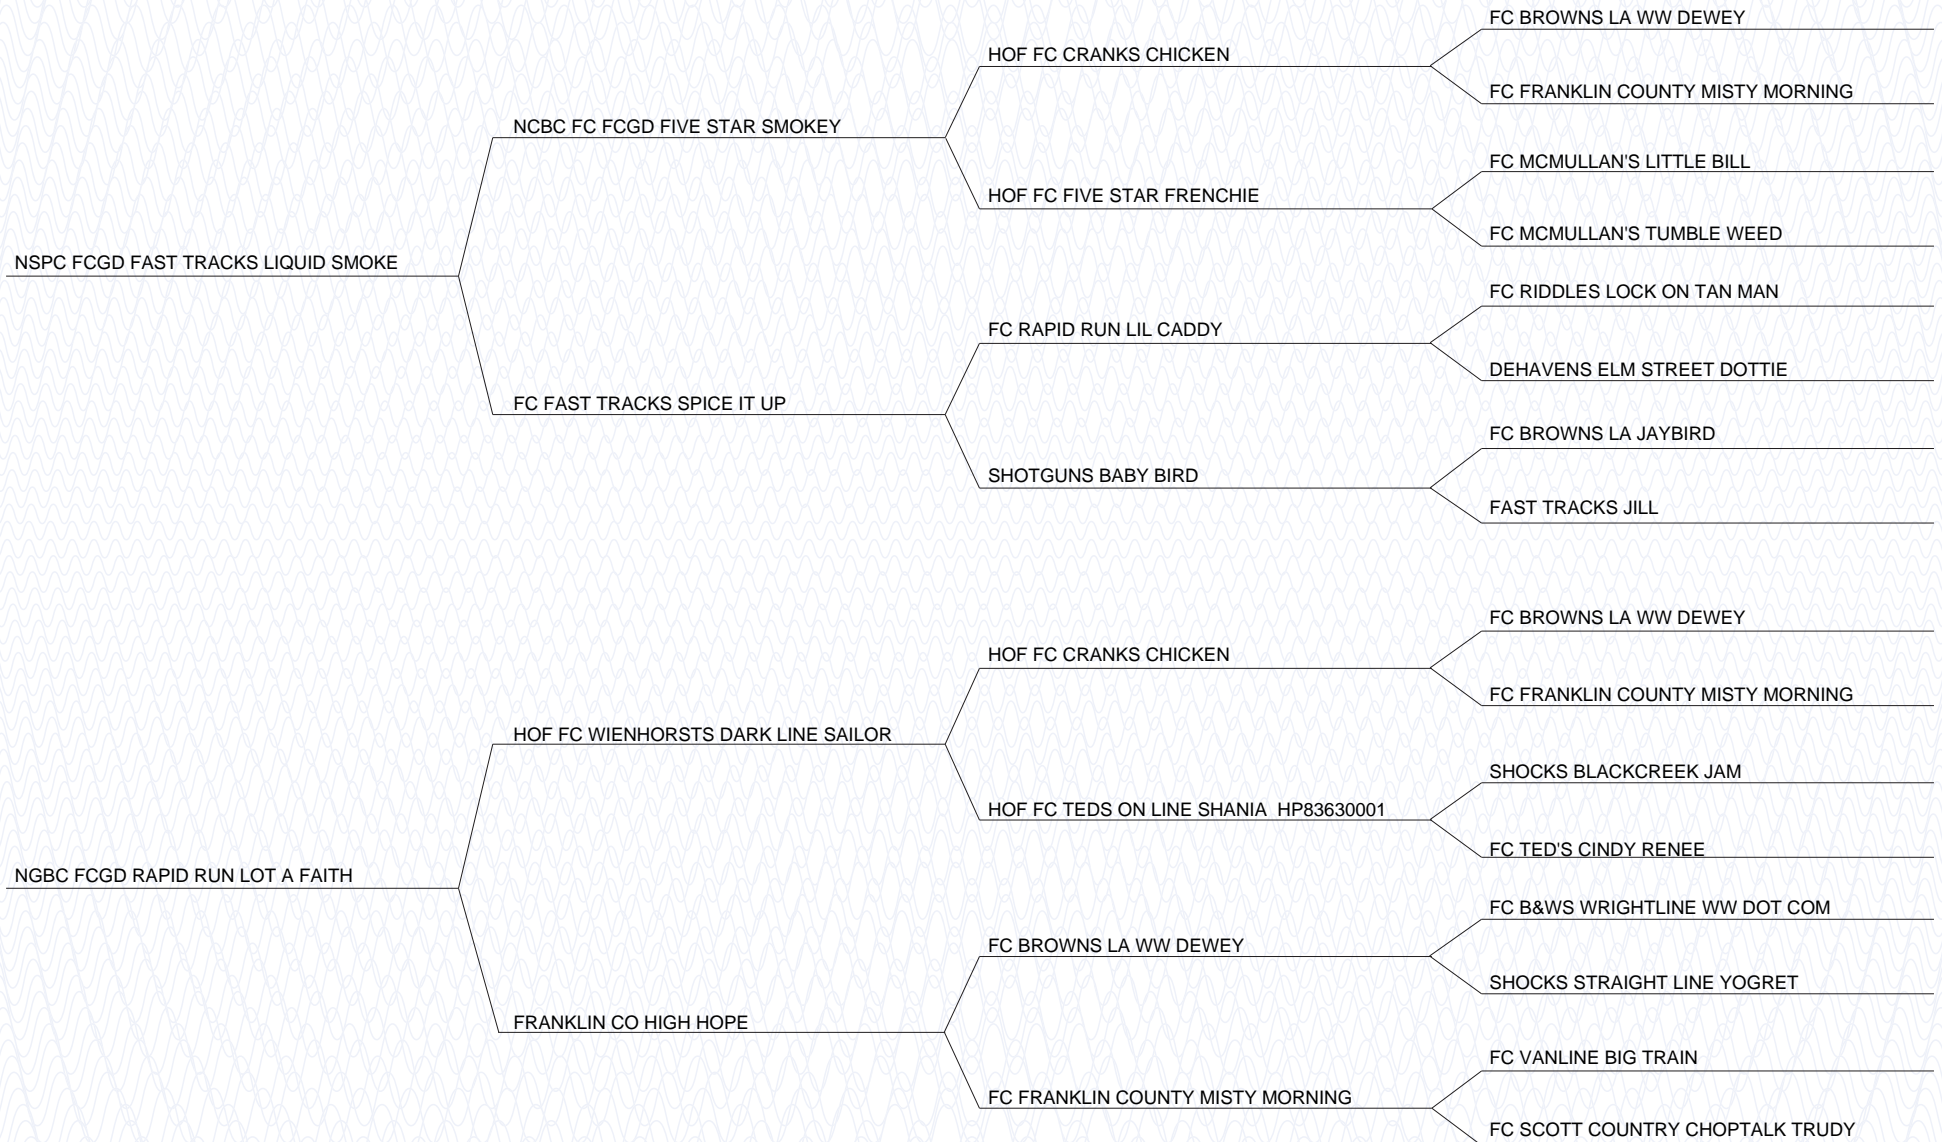 FC BROWNS LA WW DEWEY
HOF FC CRANKS CHICKEN
FC FRANKLIN COUNTY MISTY MORNING
NCBC FC FCGD FIVE STAR SMOKEY
FC MCMULLAN'S LITTLE BILL
HOF FC FIVE STAR FRENCHIE
FC MCMULLAN'S TUMBLE WEED
NSPC FCGD FAST TRACKS LIQUID SMOKE
FC RIDDLES LOCK ON TAN MAN
FC RAPID RUN LIL CADDY
DEHAVENS ELM STREET DOTTIE
FC FAST TRACKS SPICE IT UP
FC BROWNS LA JAYBIRD
SHOTGUNS BABY BIRD
FAST TRACKS JILL
FC BROWNS LA WW DEWEY
HOF FC CRANKS CHICKEN
FC FRANKLIN COUNTY MISTY MORNING
HOF FC WIENHORSTS DARK LINE SAILOR
SHOCKS BLACKCREEK JAM
HOF FC TEDS ON LINE SHANIA HP83630001
FC TED'S CINDY RENEE
NGBC FCGD RAPID RUN LOT A FAITH
FC B&WS WRIGHTLINE WW DOT COM
FC BROWNS LA WW DEWEY
SHOCKS STRAIGHT LINE YOGRET
FRANKLIN CO HIGH HOPE
FC VANLINE BIG TRAIN
FC FRANKLIN COUNTY MISTY MORNING
FC SCOTT COUNTRY CHOPTALK TRUDY